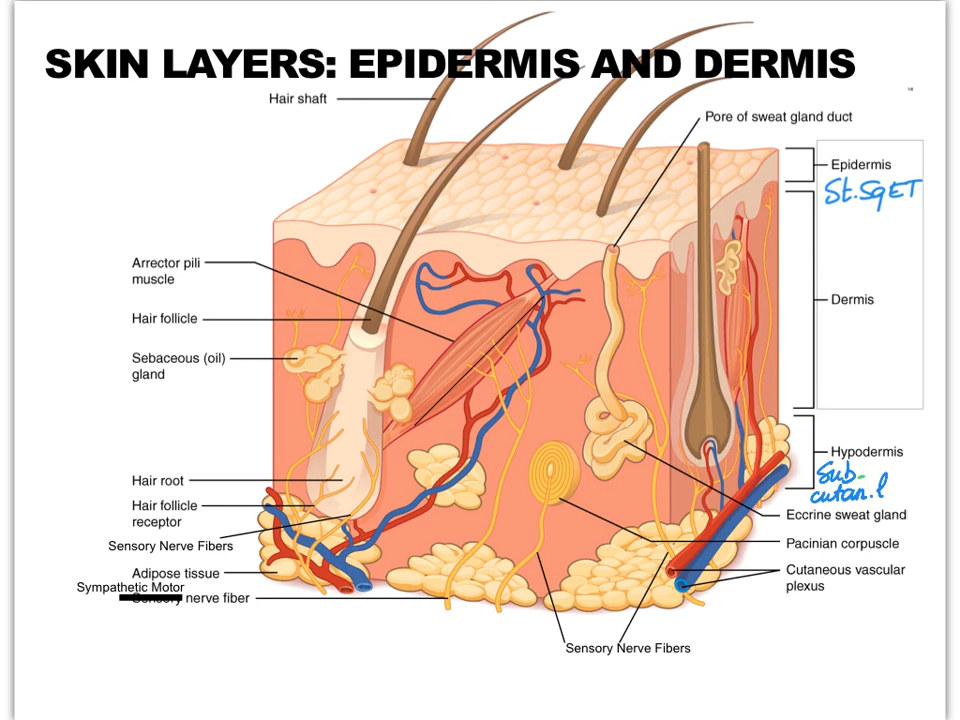 SKIN LAYERS: EPIDERMIS AND DERMIS
Hair shaft
Pore of sweat gland duct
Epidermis
St.SqET
Arrector pili
muscle
Dermis
Hair follicle
Sebaceous (oil)
gland
Hypodermis
Sub-
cutan.l
Hair root
Hair follicle
receptor
Eccrine sweat gland
Sensory Nerve Fibers
Pacinian corpuscle
Adipose tissue
Cutaneous vascular
plexus
Sympathetic Motor
Sensory nerve fiber
Sensory Nerve Fibers